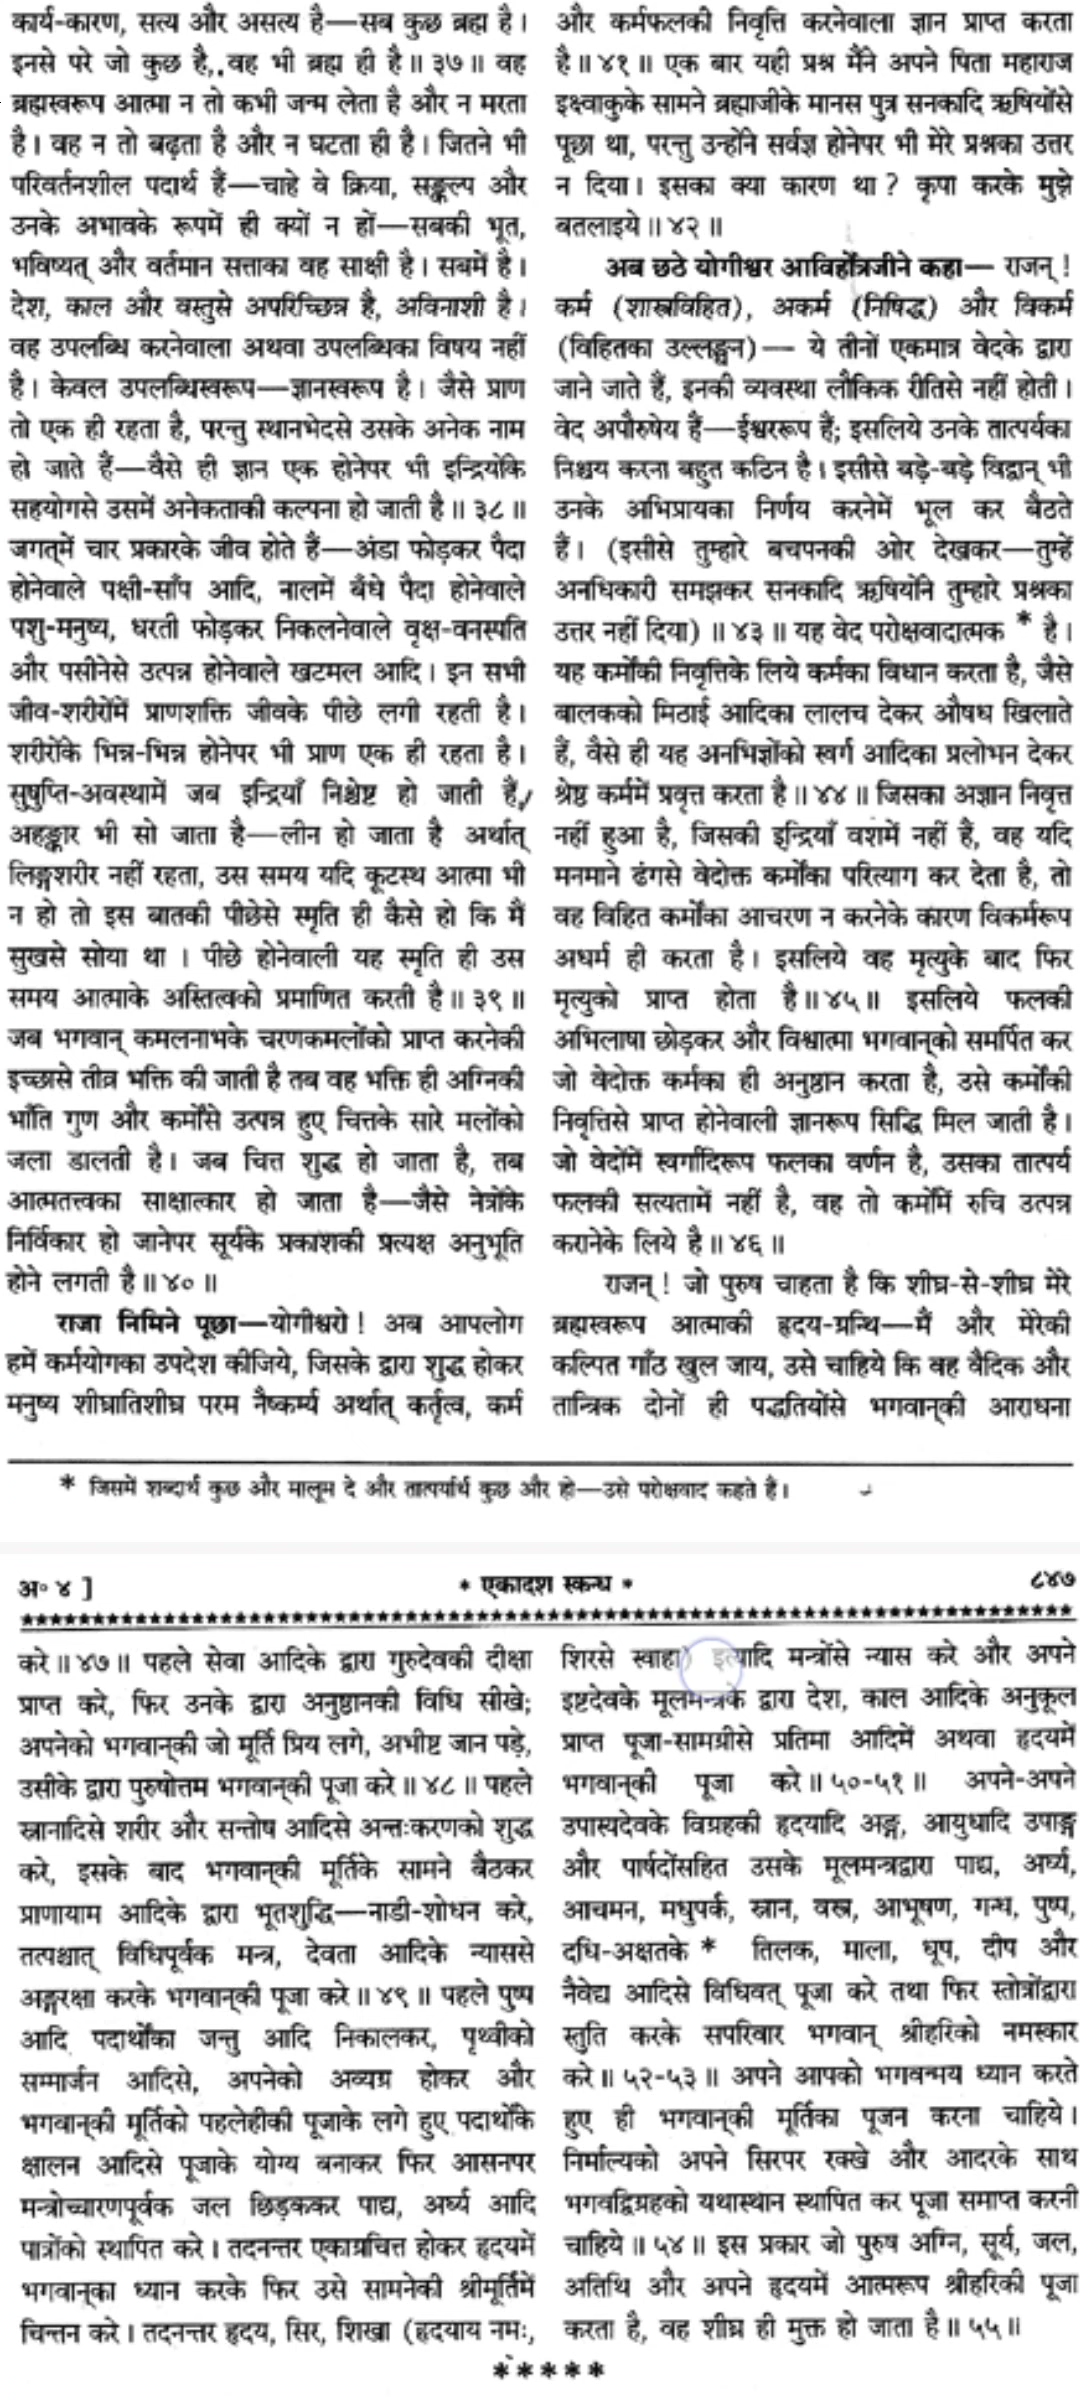 कार्य-कारण, सत्य और असत्य है—सब कुछ ब्रह्म है।
इनसे परे जो कुछ है, वह भी ब्रह्म ही है॥ ३७॥ वह
ब्रह्मस्वरूप आत्मा न तो कभी जन्म लेता है और न मरता
है। वह न तो बढ़ता है और न घटता ही है। जितने भी
परिवर्तनशील पदार्थ हैं—चाहे वे क्रिया, सङ्कल्प और
उनके अभावके रूपमें ही क्यों न हों—सबकी भूत,
भविष्यत् और वर्तमान सत्ताका वह साक्षी है। सबमें है।
देश, काल और वस्तुसे अपरिच्छिन्न है, अविनाशी है।
वह उपलब्धि करनेवाला अथवा उपलब्धिका विषय नहीं
है। केवल उपलब्धिस्वरूप—ज्ञानस्वरूप है। जैसे प्राण
तो एक ही रहता है, परन्तु स्थानभेदसे उसके अनेक नाम
हो जाते हैं—वैसे ही ज्ञान एक होनेपर भी इन्द्रियोंके
सहयोगसे उसमें अनेकताकी कल्पना हो जाती है॥ ३८॥
जगत्‌में चार प्रकारके जीव होते हैं—अंडा फोड़कर पैदा
होनेवाले पक्षी-साँप आदि, नालमें बँधे पैदा होनेवाले
पशु-मनुष्य, धरती फोड़कर निकलनेवाले वृक्ष-वनस्पति
और पसीनेसे उत्पन्न होनेवाले खटमल आदि। इन सभी
जीव-शरीरोंमें प्राणशक्ति जीवके पीछे लगी रहती है।
शरीरोंके भिन्न-भिन्न होनेपर भी प्राण एक ही रहता है।
सुषुप्ति-अवस्थामें जब इन्द्रियाँ निश्चेष्ट हो जाती हैं,
अहङ्कार भी सो जाता है—लीन हो जाता है अर्थात्
लिङ्गशरीर नहीं रहता, उस समय यदि कूटस्थ आत्मा भी
न हो तो इस बातकी पीछेसे स्मृति ही कैसे हो कि मैं
सुखसे सोया था । पीछे होनेवाली यह स्मृति ही उस
समय आत्माके अस्तित्वको प्रमाणित करती है॥ ३९॥
जब भगवान् कमलनाभके चरणकमलोंको प्राप्त करनेकी
इच्छासे तीव्र भक्ति की जाती है तब वह भक्ति ही अग्निकी
भाँति गुण और कर्मोंसे उत्पन्न हुए चित्तके सारे मलोंको
जला डालती है। जब चित्त शुद्ध हो जाता है, तब
आत्मतत्त्वका साक्षात्कार हो जाता है—जैसे नेत्रोंके
निर्विकार हो जानेपर सूर्यके प्रकाशकी प्रत्यक्ष अनुभूति
होने लगती है॥ ४०॥
राजा निमिने पूछा—योगीश्वरो! अब आपलोग
हमें कर्मयोगका उपदेश कीजिये, जिसके द्वारा शुद्ध होकर
मनुष्य शीघ्रातिशीघ्र परम नैष्कर्म्य अर्थात् कर्तृत्व, कर्म
और कर्मफलकी निवृत्ति करनेवाला ज्ञान प्राप्त करता
है॥ ४१॥ एक बार यही प्रश्न मैंने अपने पिता महाराज
इक्ष्वाकुके सामने ब्रह्माजीके मानस पुत्र सनकादि ऋषियोंसे
पूछा था, परन्तु उन्होंने सर्वज्ञ होनेपर भी मेरे प्रश्नका उत्तर
न दिया। इसका क्या कारण था? कृपा करके मुझे
बतलाइये॥ ४२॥
अब छठे योगीश्वर आविर्होत्रजीने कहा— राजन्!
कर्म (शास्त्रविहित), अकर्म (निषिद्ध) और विकर्म
(विहितका उल्लङ्घन)— ये तीनों एकमात्र वेदके द्वारा
जाने जाते हैं, इनकी व्यवस्था लौकिक रीतिसे नहीं होती।
वेद अपौरुषेय हैं—ईश्वररूप हैं; इसलिये उनके तात्पर्यका
निश्चय करना बहुत कठिन है। इसीसे बड़े-बड़े विद्वान् भी
उनके अभिप्रायका निर्णय करनेमें भूल कर बैठते
हैं। (इसीसे तुम्हारे बचपनकी ओर देखकर—तुम्हें
अनधिकारी समझकर सनकादि ऋषियोंने तुम्हारे प्रश्नका
उत्तर नहीं दिया)॥ ४३॥ यह वेद परोक्षवादात्मक * है।
यह कर्मोंकी निवृत्तिके लिये कर्मका विधान करता है, जैसे
बालकको मिठाई आदिका लालच देकर औषध खिलाते
हैं, वैसे ही यह अनभिज्ञोंको स्वर्ग आदिका प्रलोभन देकर
श्रेष्ठ कर्ममें प्रवृत्त करता है॥ ४४॥ जिसका अज्ञान निवृत्त
नहीं हुआ है, जिसकी इन्द्रियाँ वशमें नहीं हैं, वह यदि
मनमाने ढंगसे वेदोक्त कर्मोंका परित्याग कर देता है, तो
वह विहित कर्मोंका आचरण न करनेके कारण विकर्मरूप
अधर्म ही करता है। इसलिये वह मृत्युके बाद फिर
मृत्युको प्राप्त होता है॥ ४५॥ इसलिये फलकी
अभिलाषा छोड़कर और विश्वात्मा भगवान्‌को समर्पित कर
जो वेदोक्त कर्मका ही अनुष्ठान करता है, उसे कर्मोंकी
निवृत्तिसे प्राप्त होनेवाली ज्ञानरूप सिद्धि मिल जाती है।
जो वेदोंमें स्वर्गादिरूप फलका वर्णन है, उसका तात्पर्य
फलकी सत्यतामें नहीं है, वह तो कर्मोंमें रुचि उत्पन्न
करानेके लिये है॥ ४६॥
राजन्! जो पुरुष चाहता है कि शीघ्र-से-शीघ्र मेरे
ब्रह्मस्वरूप आत्माकी हृदय-ग्रन्थि—मैं और मेरेकी
कल्पित गाँठ खुल जाय, उसे चाहिये कि वह वैदिक और
तान्त्रिक दोनों ही पद्धतियोंसे भगवान्‌की आराधना
* जिसमें शब्दार्थ कुछ और मालूम दे और तात्पर्यार्थ कुछ और हो—उसे परोक्षवाद कहते हैं।
अ० ४ ]
* एकादश स्कन्ध *
८४७
करे॥ ४७॥ पहले सेवा आदिके द्वारा गुरुदेवकी दीक्षा
प्राप्त करे, फिर उनके द्वारा अनुष्ठानकी विधि सीखे;
अपनेको भगवान्‌की जो मूर्ति प्रिय लगे, अभीष्ट जान पड़े,
उसीके द्वारा पुरुषोत्तम भगवान्‌की पूजा करे॥ ४८॥ पहले
स्नानादिसे शरीर और सन्तोष आदिसे अन्तःकरणको शुद्ध
करे, इसके बाद भगवान्‌की मूर्तिके सामने बैठकर
प्राणायाम आदिके द्वारा भूतशुद्धि—नाडी-शोधन करे,
तत्पश्चात् विधिपूर्वक मन्त्र, देवता आदिके न्याससे
अङ्गरक्षा करके भगवान्‌की पूजा करे॥ ४९॥ पहले पुष्प
आदि पदार्थोंका जन्तु आदि निकालकर, पृथ्वीको
सम्मार्जन आदिसे, अपनेको अव्यग्र होकर और
भगवान्‌की मूर्तिको पहलेहीकी पूजाके लगे हुए पदार्थोंके
क्षालन आदिसे पूजाके योग्य बनाकर फिर आसनपर
मन्त्रोच्चारणपूर्वक जल छिड़ककर पाद्य, अर्घ्य आदि
पात्रोंको स्थापित करे। तदनन्तर एकाग्रचित्त होकर हृदयमें
भगवान्‌का ध्यान करके फिर उसे सामनेकी श्रीमूर्तिमें
चिन्तन करे। तदनन्तर हृदय, सिर, शिखा (हृदयाय नमः,
शिरसे स्वाहा) इत्यादि मन्त्रोंसे न्यास करे और अपने
इष्टदेवके मूलमन्त्रके द्वारा देश, काल आदिके अनुकूल
प्राप्त पूजा-सामग्रीसे प्रतिमा आदिमें अथवा हृदयमें
भगवान्‌की पूजा करे॥ ५०-५१॥ अपने-अपने
उपास्यदेवके विग्रहकी हृदयादि अङ्ग, आयुधादि उपाङ्ग
और पार्षदोंसहित उसके मूलमन्त्रद्वारा पाद्य, अर्घ्य,
आचमन, मधुपर्क, स्नान, वस्त्र, आभूषण, गन्ध, पुष्प,
दधि-अक्षतके * तिलक, माला, धूप, दीप और
नैवेद्य आदिसे विधिवत् पूजा करे तथा फिर स्तोत्रोंद्वारा
स्तुति करके सपरिवार भगवान् श्रीहरिको नमस्कार
करे॥ ५२-५३॥ अपने आपको भगवन्मय ध्यान करते
हुए ही भगवान्‌की मूर्तिका पूजन करना चाहिये।
निर्माल्यको अपने सिरपर रक्खे और आदरके साथ
भगवद्विग्रहको यथास्थान स्थापित कर पूजा समाप्त करनी
चाहिये॥ ५४॥ इस प्रकार जो पुरुष अग्नि, सूर्य, जल,
अतिथि और अपने हृदयमें आत्मरूप श्रीहरिकी पूजा
करता है, वह शीघ्र ही मुक्त हो जाता है॥ ५५॥
* * * * *